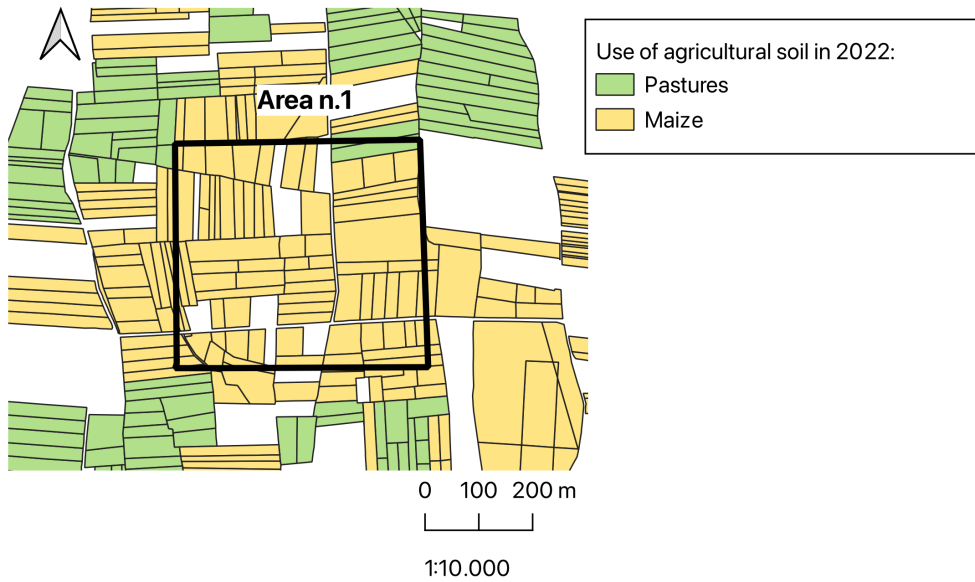 Area n.1
Use of agricultural soil in 2022:
Pastures
Maize
0 100 200 m
1:10.000